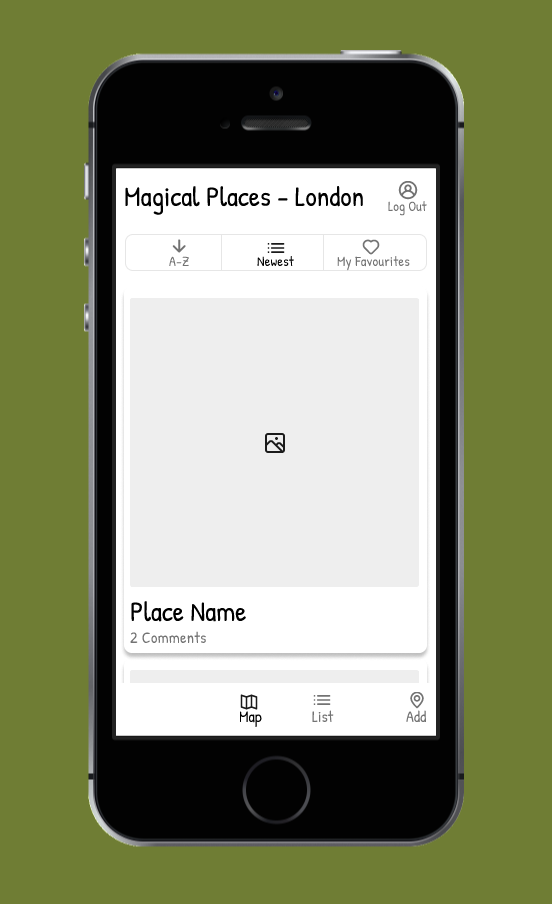 Magical Places - London
Log Out
A-Z
Newest
My Favourites
Place Name
2 Comments
Map
List
Add